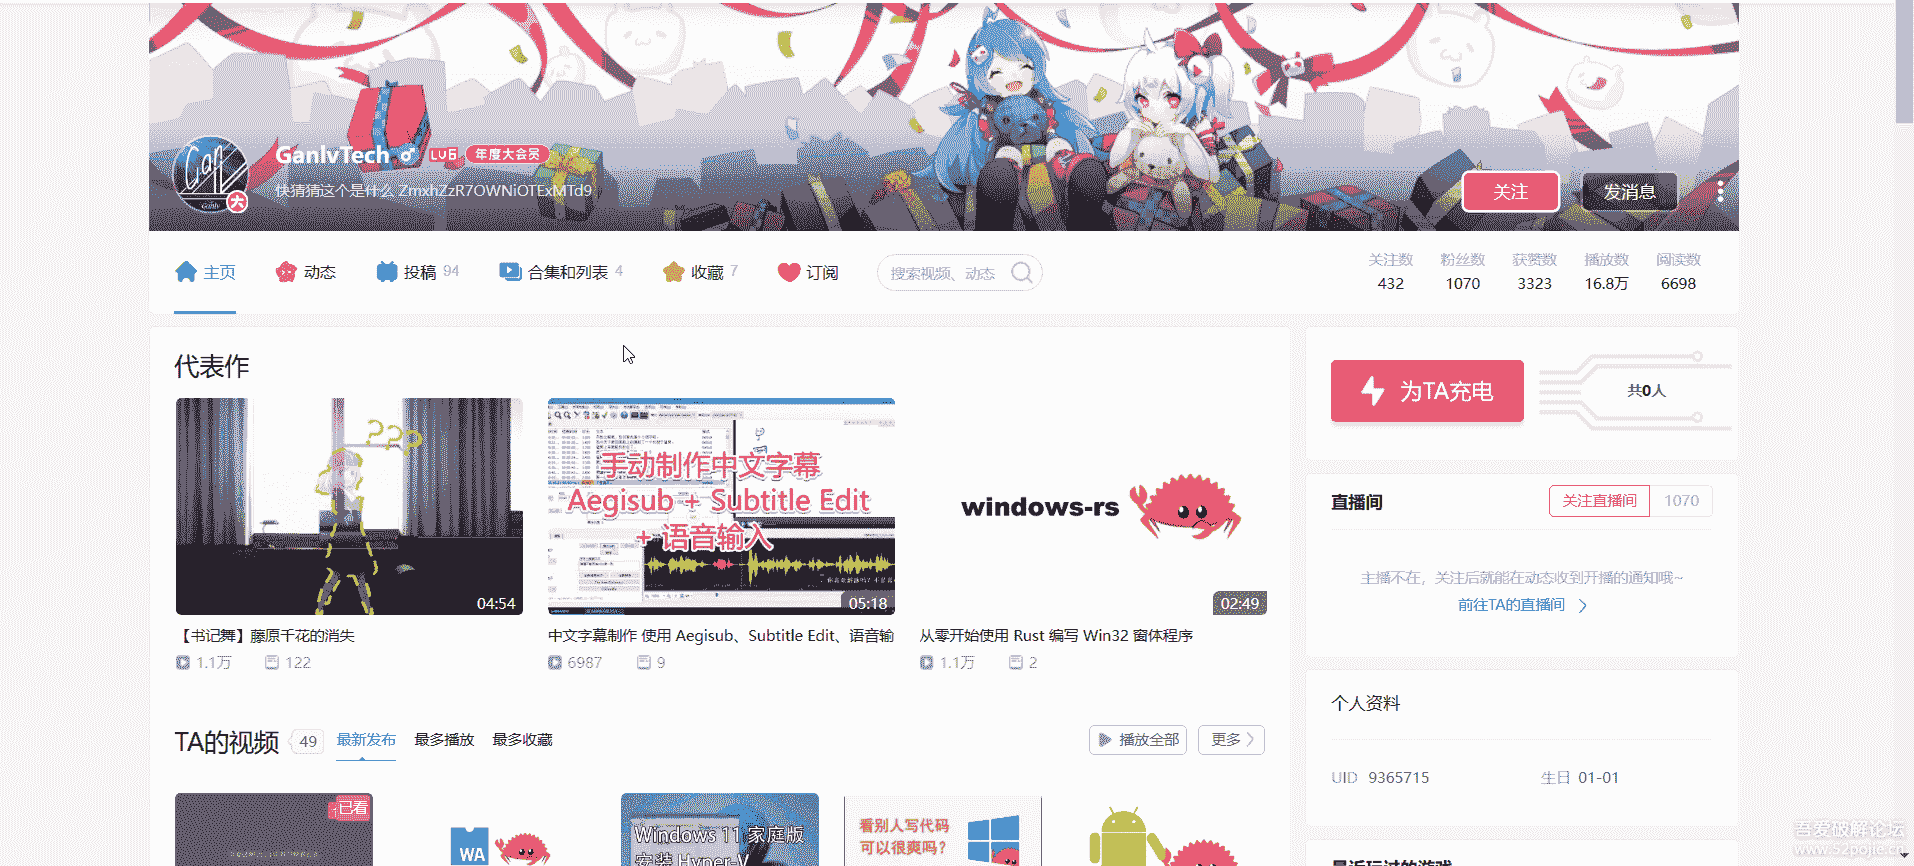 GanlvTech ♂ LV6 年度大会员
快猜猜这个是什么 ZmxhZzR7OWNiOTExMTd9
关注
发消息
主页
动态
投稿 94
合集和列表 4
收藏 7
订阅
搜索视频、动态
关注数 粉丝数 获赞数 播放数 阅读数
432 1070 3323 16.8万 6698
代表作
???
04:54
【书记舞】藤原千花的消失
1.1万 122
手动制作中文字幕
Aegisub + Subtitle Edit
+ 语音输入
05:18
中文字幕制作 使用 Aegisub、Subtitle Edit、语音输
6987 9
windows-rs
02:49
从零开始使用 Rust 编写 Win32 窗体程序
1.1万 2
为TA充电
共0人
直播间
关注直播间 1070
主播不在，关注后就能在动态收到开播的通知哦~
前往TA的直播间
个人资料
UID 9365715
生日 01-01
TA的视频 49
最新发布 最多播放 最多收藏
播放全部
更多
已看
WA
Windows 11 家庭版
安装 Hyper-V
看别人写代码
可以很爽吗?
最近玩过的游戏
吾爱破解论坛
www.52pojie.cn